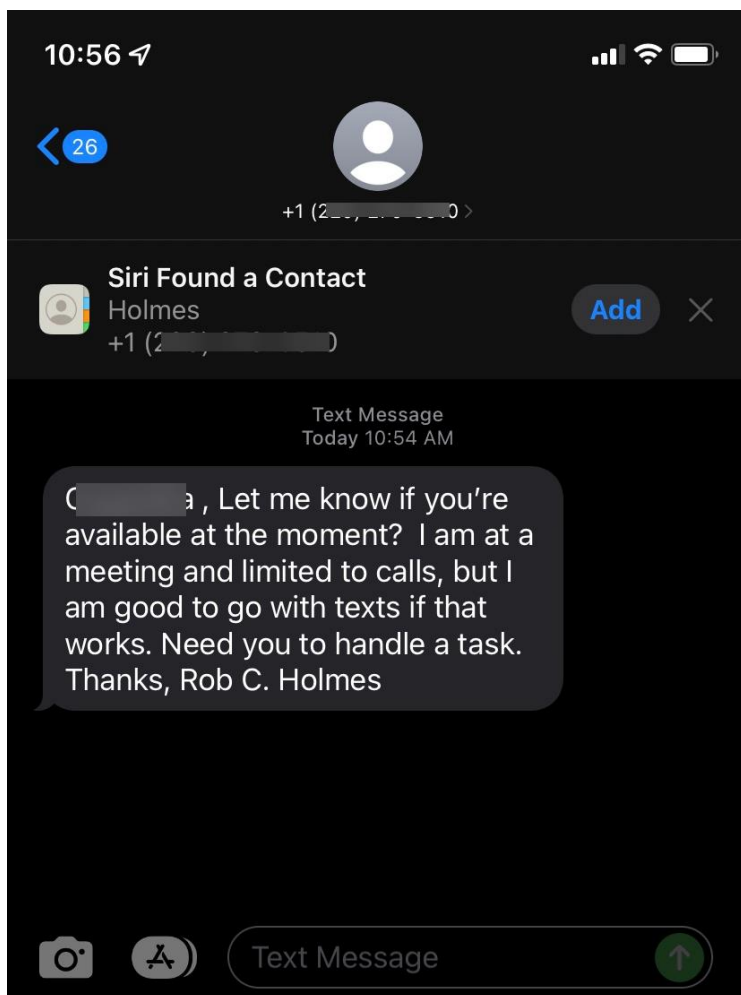 10:56
26
+1 (2
0
Siri Found a Contact
Holmes
+1 (2
Add
Text Message
Today 10:54 AM
, Let me know if you’re
available at the moment?  I am at a
meeting and limited to calls, but I
am good to go with texts if that
works. Need you to handle a task.
Thanks, Rob C. Holmes
Text Message